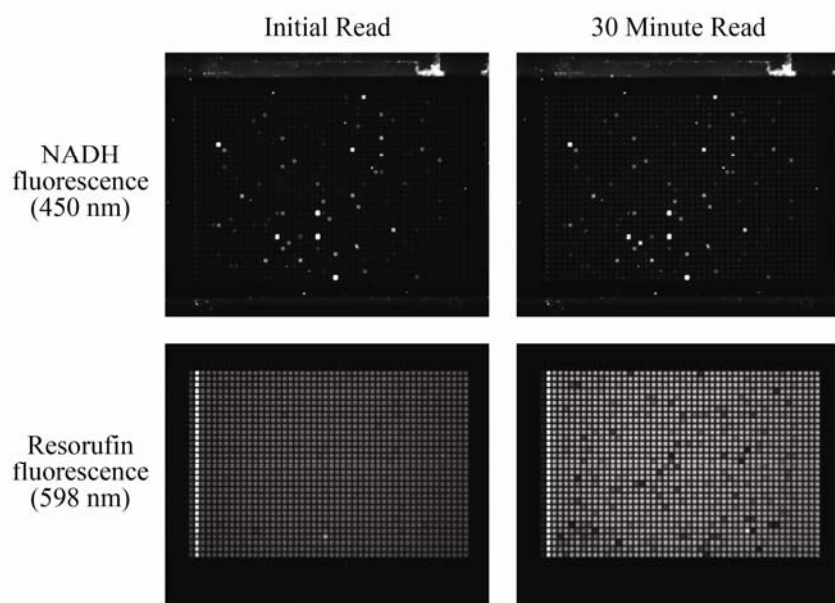 Initial Read
30 Minute Read
NADH
fluorescence
(450 nm)
Resorufin
fluorescence
(598 nm)